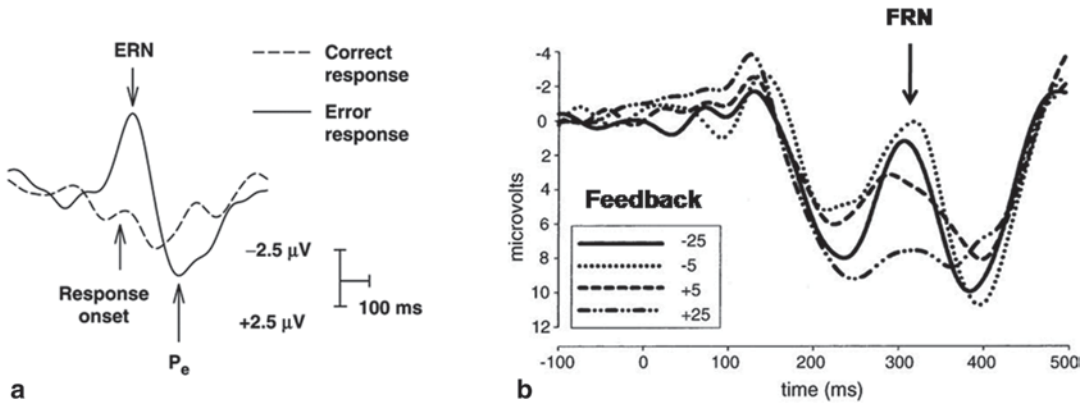 ERN
Correct
response
Error
response
Response
onset
Pe
−2.5 µV
100 ms
+2.5 µV
a
FRN
-4
-2
0
2
4
6
8
10
12
microvolts
Feedback
-25
-5
+5
+25
-100
0
100
200
300
400
500
time (ms)
b